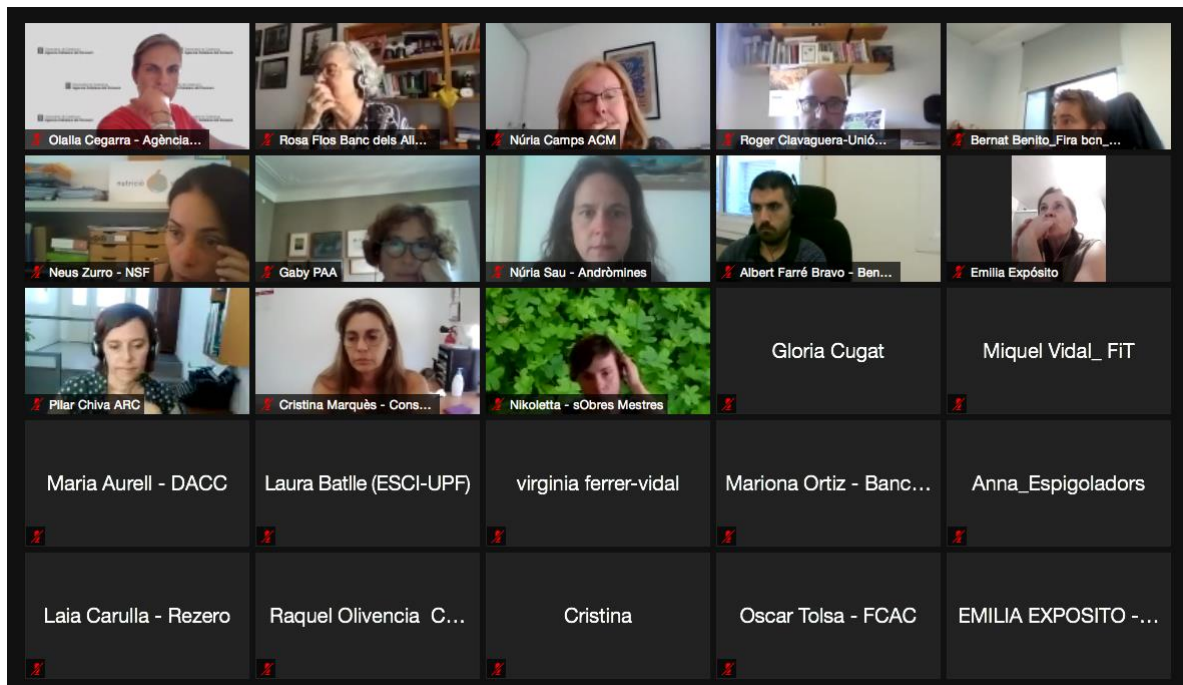 Olalla Cegarra - Agència...
Rosa Flos Banc dels Ali...
Núria Camps ACM
Roger Clavaguera-Unió...
Bernat Benito_Fira bcn_...
nutrició
Neus Zurro - NSF
Gaby PAA
Núria Sau - Andròmines
Albert Farré Bravo - Ben...
Emilia Expósito
Pilar Chiva ARC
Cristina Marquès - Cons...
Nikoletta - sObres Mestres
Gloria Cugat
Miquel Vidal_ FiT
Maria Aurell - DACC
Laura Batlle (ESCI-UPF)
virginia ferrer-vidal
Mariona Ortiz - Banc...
Anna_Espigoladors
Laia Carulla - Rezero
Raquel Olivencia C...
Cristina
Oscar Tolsa - FCAC
EMILIA EXPOSITO -...